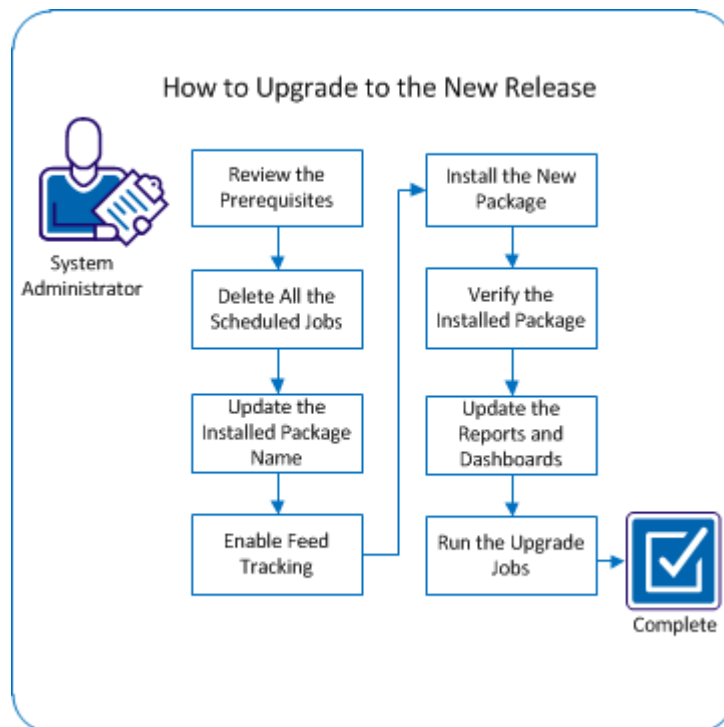 How to Upgrade to the New Release
System
Administrator
Review the
Prerequisites
Delete All the
Scheduled Jobs
Update the
Installed Package
Name
Enable Feed
Tracking
Install the New
Package
Verify the
Installed Package
Update the
Reports and
Dashboards
Run the Upgrade
Jobs
Complete